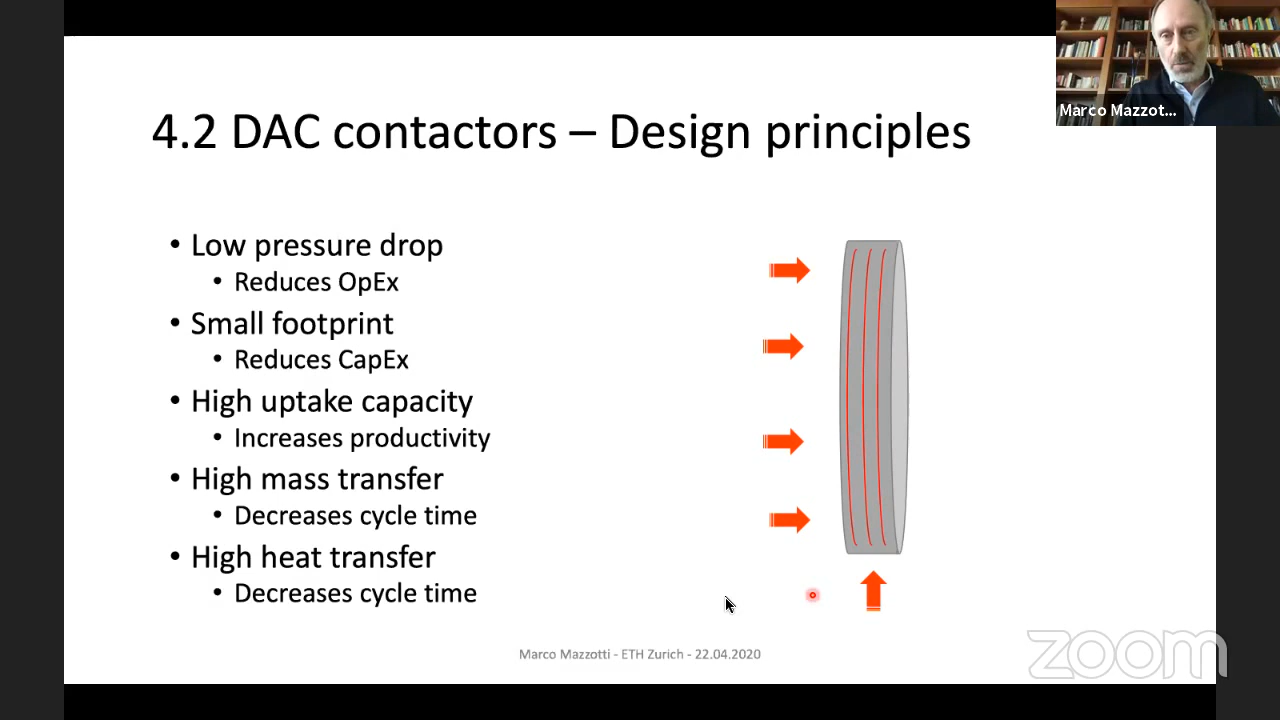 Marco Mazzot...
4.2 DAC contactors – Design principles
• Low pressure drop
• Reduces OpEx
• Small footprint
• Reduces CapEx
• High uptake capacity
• Increases productivity
• High mass transfer
• Decreases cycle time
• High heat transfer
• Decreases cycle time
Marco Mazzotti - ETH Zurich - 22.04.2020
zoom